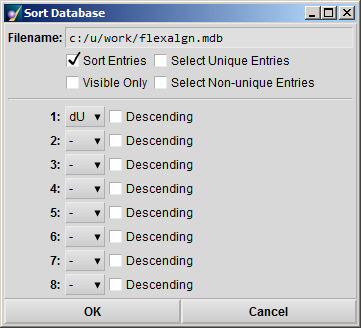 Sort Database
Filename: c:/u/work/flexalgn.mdb
Sort Entries Select Unique Entries
Visible Only Select Non-unique Entries
1: dU Descending
2: - Descending
3: - Descending
4: - Descending
5: - Descending
6: - Descending
7: - Descending
8: - Descending
OK Cancel